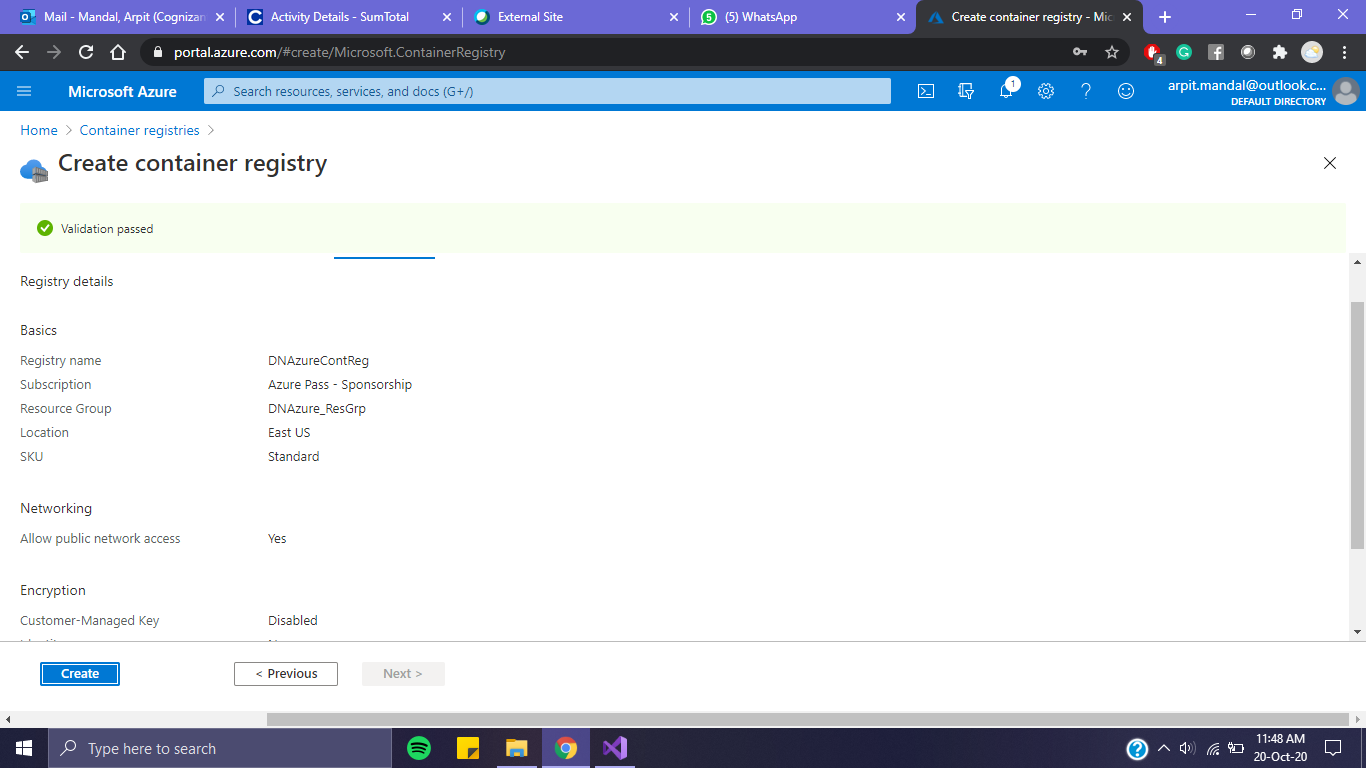 Mail - Mandal, Arpit (Cognizan
Activity Details - SumTotal
External Site
(5) WhatsApp
Create container registry - Mic
portal.azure.com/#create/Microsoft.ContainerRegistry
4
Microsoft Azure
Search resources, services, and docs (G+/)
1
arpit.mandal@outlook.c...
DEFAULT DIRECTORY
Home > Container registries >
Create container registry
Validation passed
Registry details
Basics
Registry name DNAzureContReg
Subscription Azure Pass - Sponsorship
Resource Group DNAzure_ResGrp
Location East US
SKU Standard
Networking
Allow public network access Yes
Encryption
Customer-Managed Key Disabled
Create
< Previous
Next >
Type here to search
11:48 AM
20-Oct-20